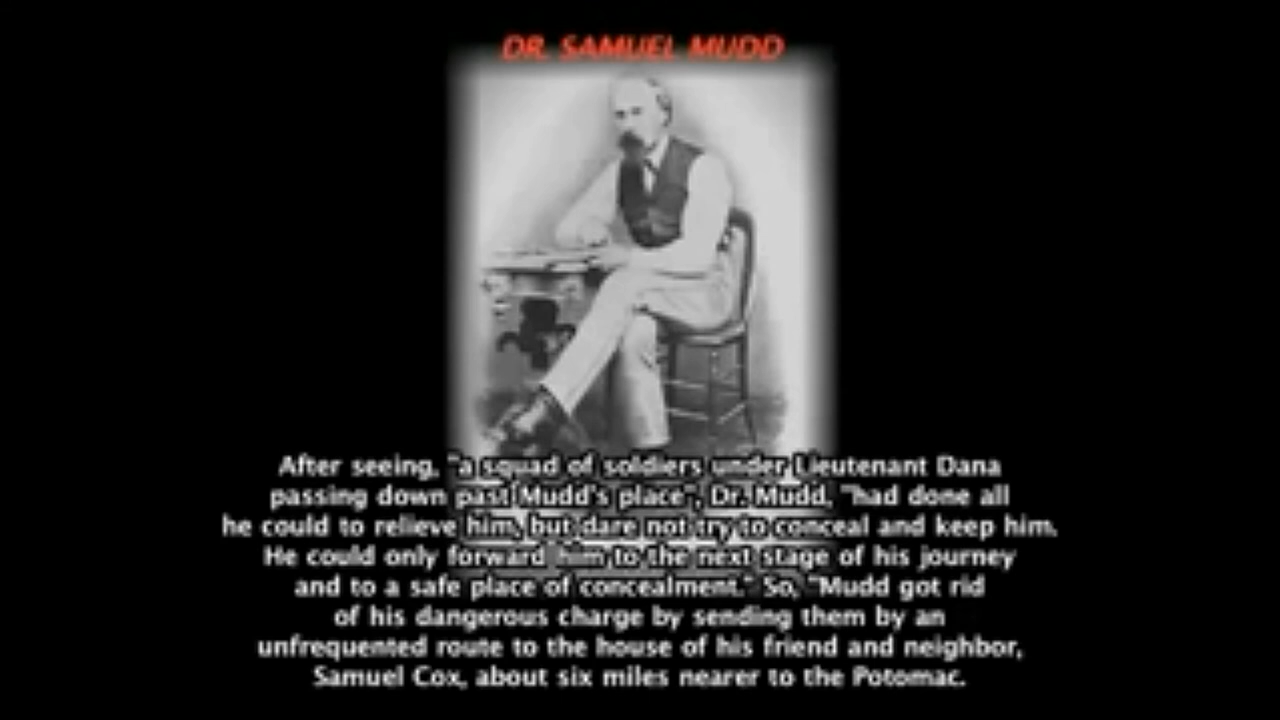 DR. SAMUEL MUDD
After seeing, "a squad of soldiers under Lieutenant Dana
passing down past Mudd's place", Dr. Mudd, "had done all
he could to relieve him, but dare not try to conceal and keep him.
He could only forward him to the next stage of his journey
and to a safe place of concealment." So, "Mudd got rid
of his dangerous charge by sending them by an
unfrequented route to the house of his friend and neighbor,
Samuel Cox, about six miles nearer to the Potomac.